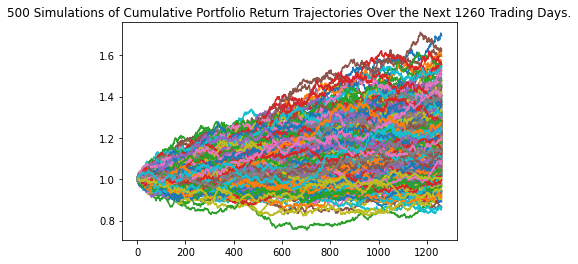 500 Simulations of Cumulative Portfolio Return Trajectories Over the Next 1260 Trading Days.
1.6
1.4
1.2
1.0
0.8
0 200 400 600 800 1000 1200